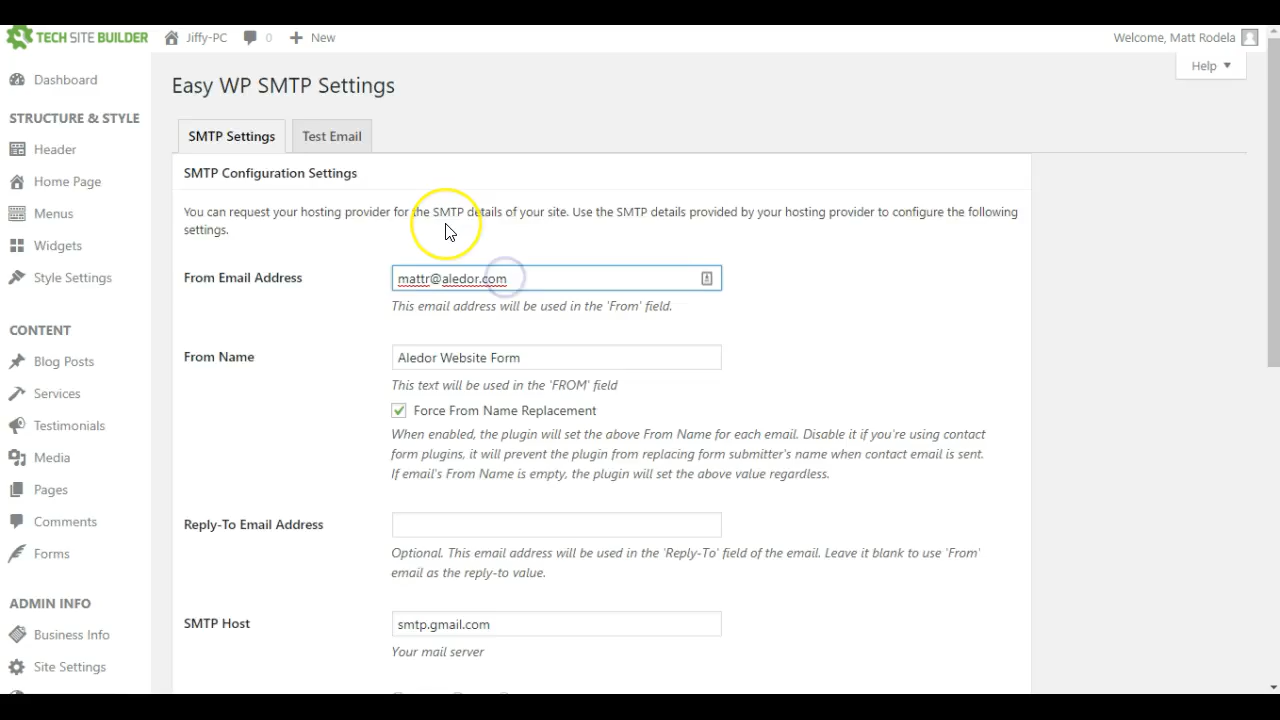 TECH SITE BUILDER
Jiffy-PC
0
New
Welcome, Matt Rodela
Help
Dashboard
STRUCTURE & STYLE
Header
Home Page
Menus
Widgets
Style Settings
CONTENT
Blog Posts
Services
Testimonials
Media
Pages
Comments
Forms
ADMIN INFO
Business Info
Site Settings
Easy WP SMTP Settings
SMTP Settings
Test Email
SMTP Configuration Settings
You can request your hosting provider for the SMTP details of your site. Use the SMTP details provided by your hosting provider to configure the following
settings.
From Email Address
mattr@aledor.com
This email address will be used in the 'From' field.
From Name
Aledor Website Form
This text will be used in the 'FROM' field
Force From Name Replacement
When enabled, the plugin will set the above From Name for each email. Disable it if you're using contact
form plugins, it will prevent the plugin from replacing form submitter's name when contact email is sent.
If email's From Name is empty, the plugin will set the above value regardless.
Reply-To Email Address
Optional. This email address will be used in the 'Reply-To' field of the email. Leave it blank to use 'From'
email as the reply-to value.
SMTP Host
smtp.gmail.com
Your mail server